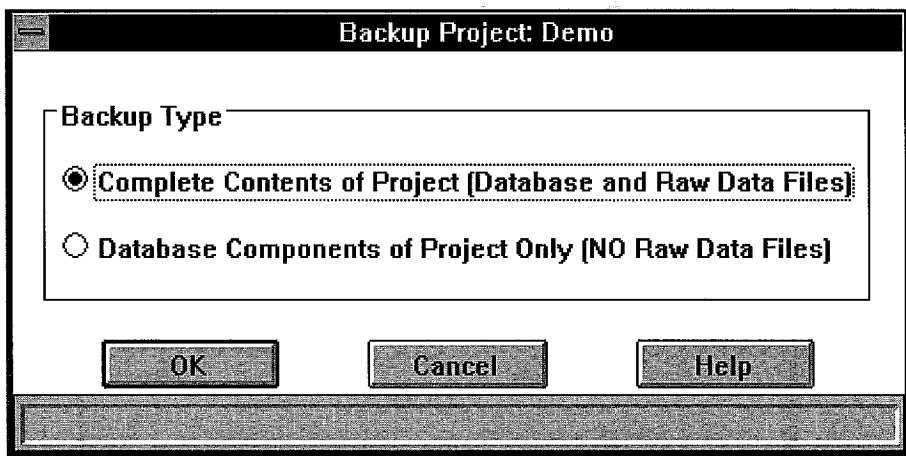 Backup Project: Demo
Backup Type
Complete Contents of Project (Database and Raw Data Files)
Database Components of Project Only (NO Raw Data Files)
OK Cancel Help